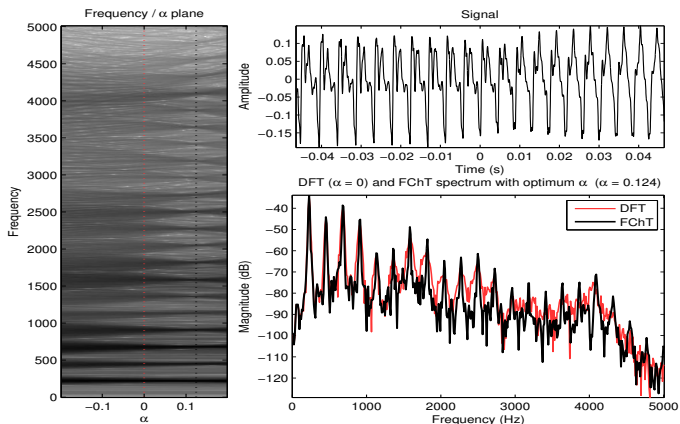 Frequency / α plane
5000
4500
4000
3500
3000
2500
2000
1500
1000
500
0
Frequency
−0.1 0 0.1
α
Signal
0.1
0.05
0
−0.05
−0.1
−0.15
Amplitude
−0.04 −0.03 −0.02 −0.01 0 0.01 0.02 0.03 0.04
Time (s)
DFT (α = 0) and FChT spectrum with optimum α (α = 0.124)
DFT
FChT
−40
−50
−60
−70
−80
−90
−100
−110
−120
Magnitude (dB)
0 1000 2000 3000 4000 5000
Frequency (Hz)